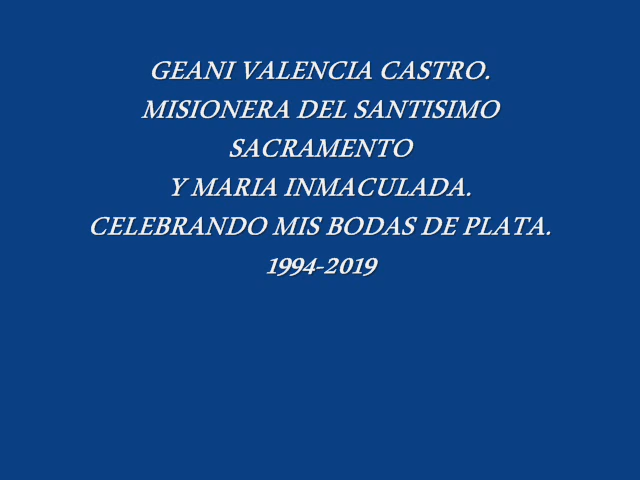 GEANI VALENCIA CASTRO.
MISIONERA DEL SANTISIMO
SACRAMENTO
Y MARIA INMACULADA.
CELEBRANDO MIS BODAS DE PLATA.
1994-2019